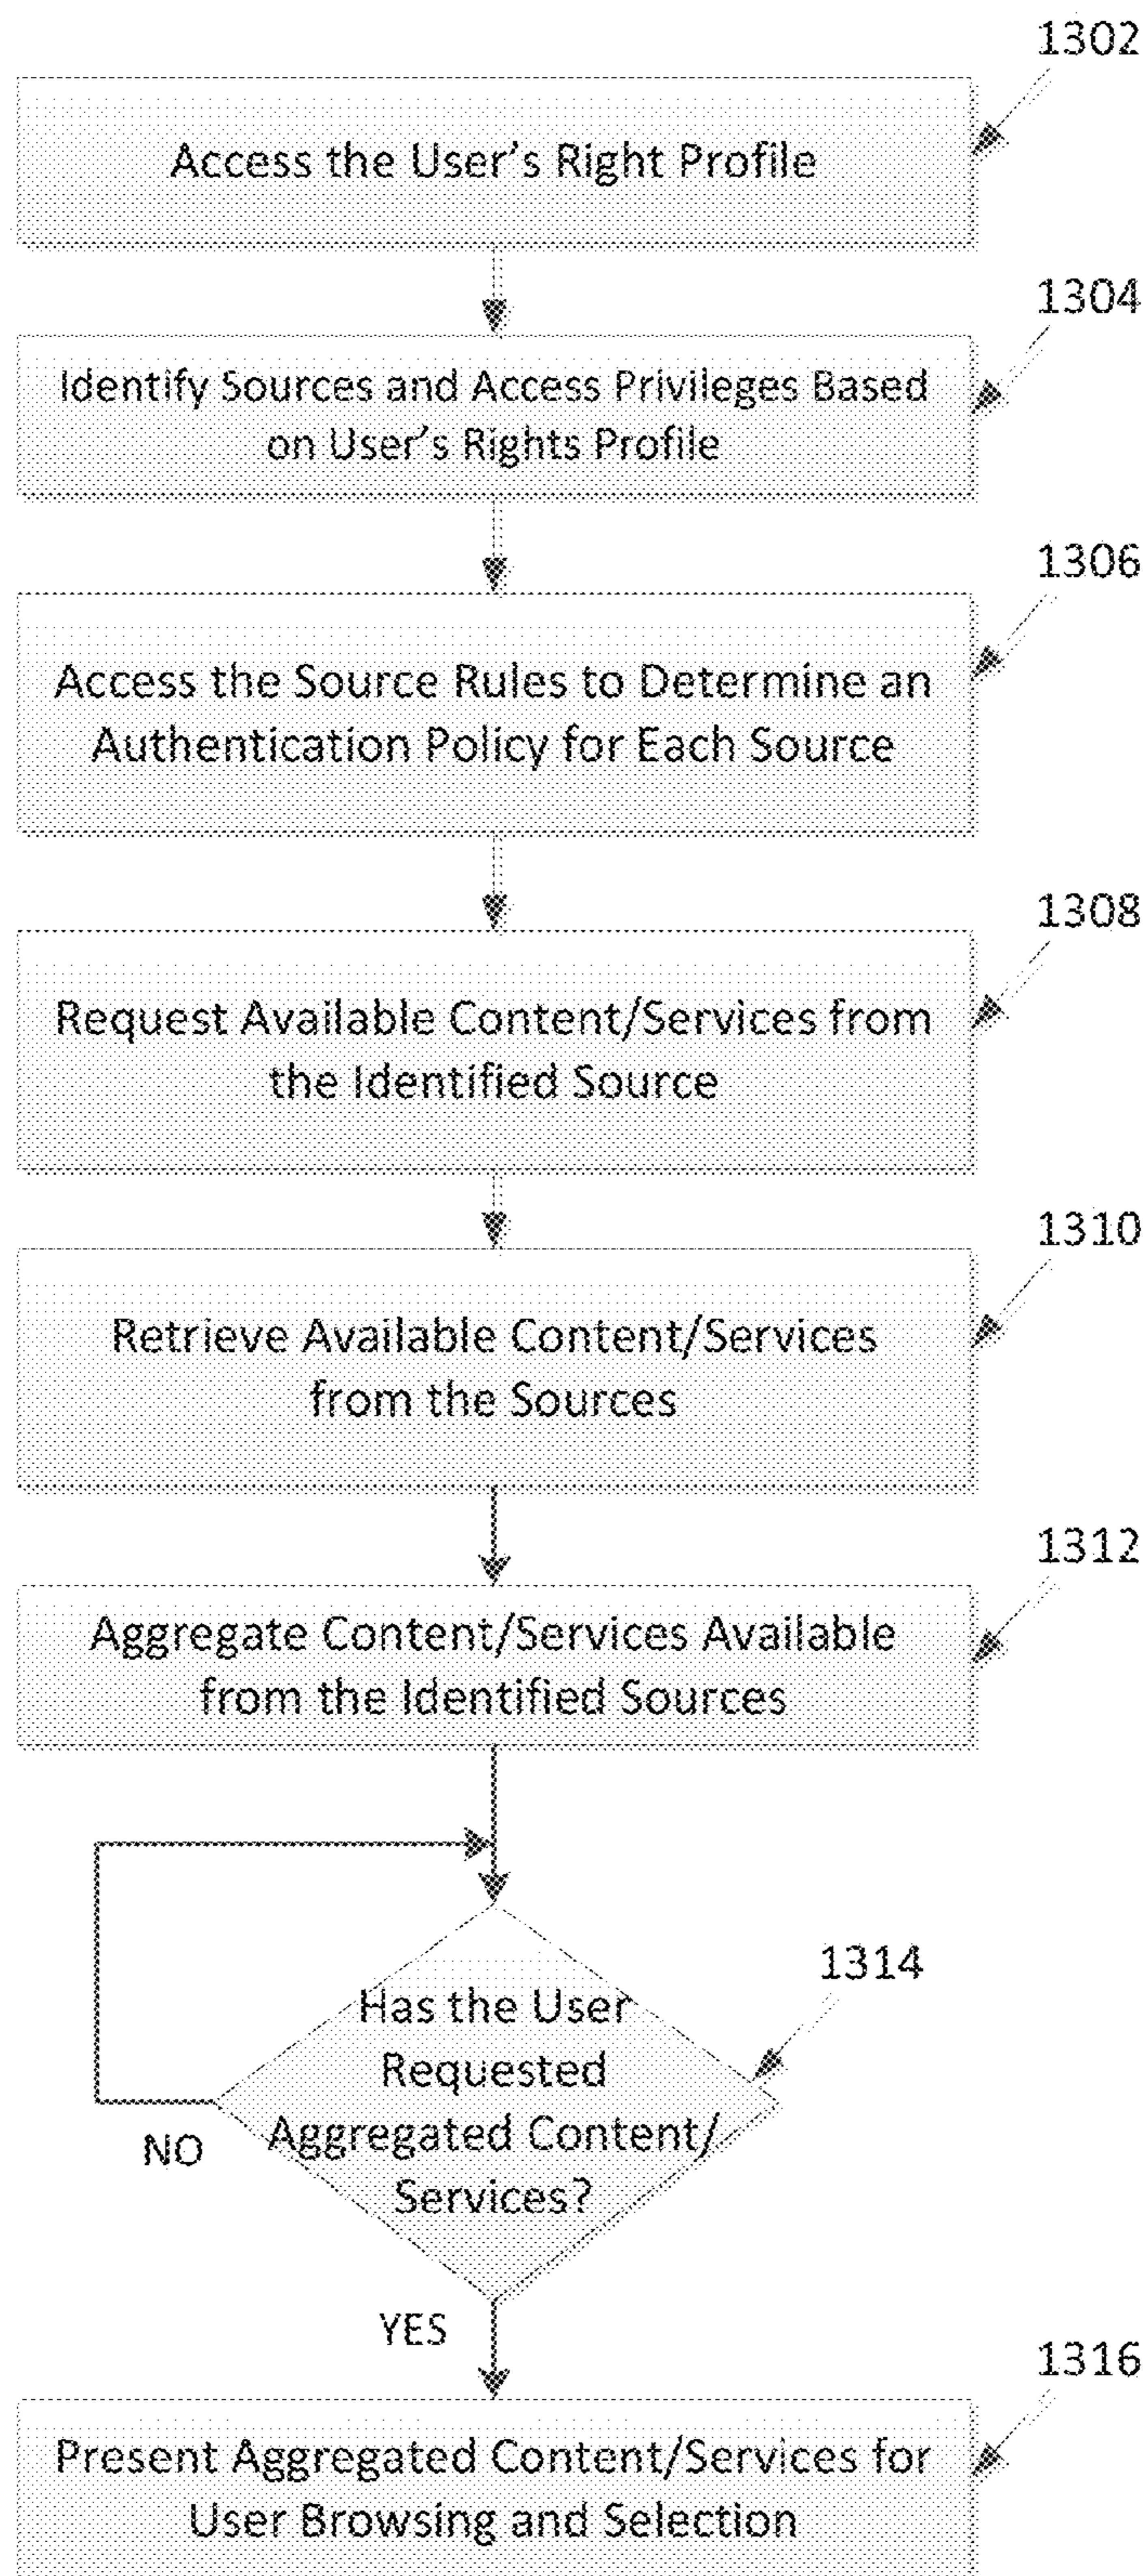 1302
Access the User's Right Profile
1304
Identify Sources and Access Privileges Based
on User's Rights Profile
1306
Access the Source Rules to Determine an
Authentication Policy for Each Source
1308
Request Available Content/Services from
the Identified Source
1310
Retrieve Available Content/Services
from the Sources
1312
Aggregate Content/Services Available
from the Identified Sources
1314
Has the User
Requested
Aggregated Content/
Services?
NO
YES
1316
Present Aggregated Content/Services for
User Browsing and Selection